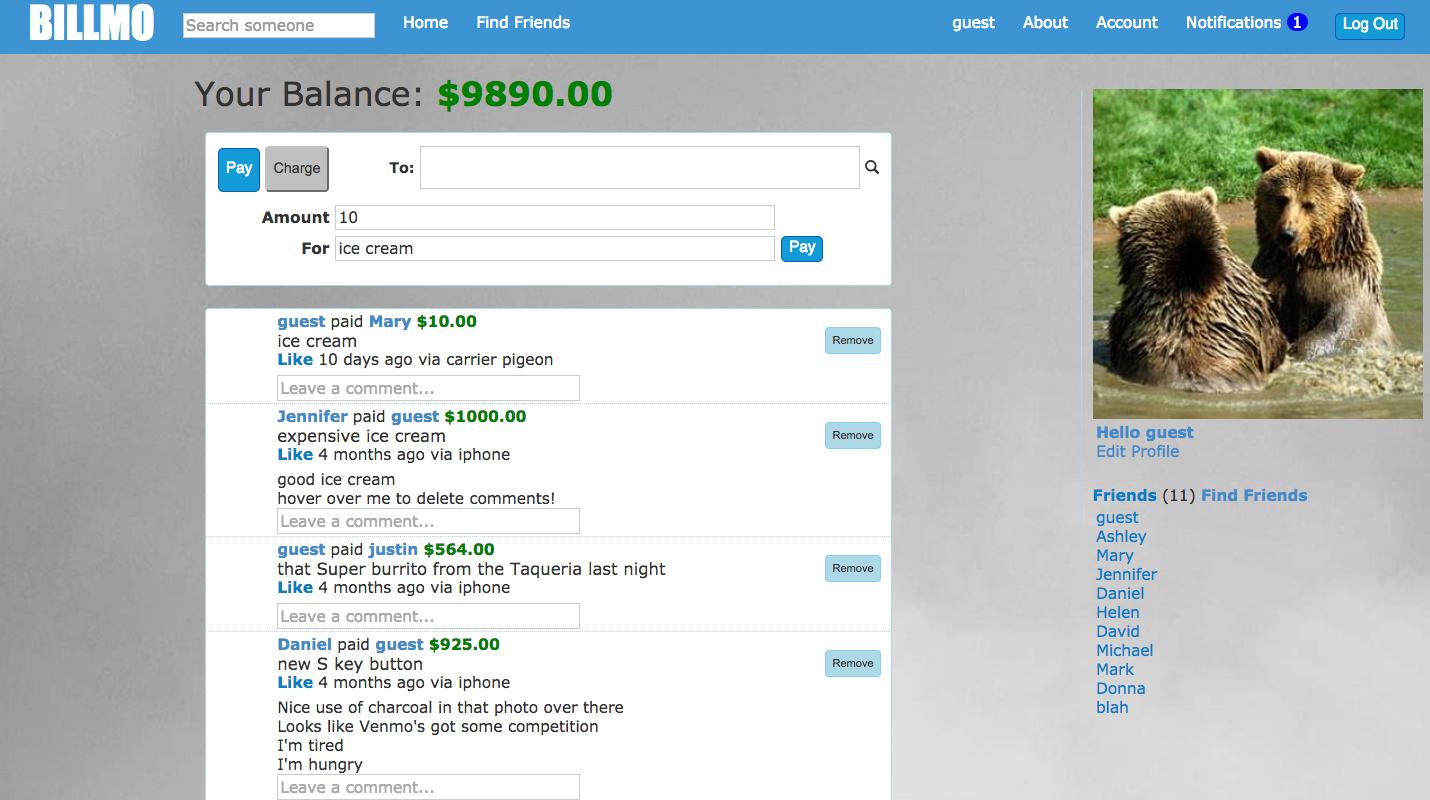 BILLMO Search someone Home Find Friends guest About Account Notifications 1 Log Out
Your Balance: $9890.00
Pay Charge To:
Amount 10
For ice cream Pay
guest paid Mary $10.00
ice cream
Remove
Like 10 days ago via carrier pigeon
Leave a comment...
Jennifer paid guest $1000.00
expensive ice cream
Remove
Like 4 months ago via iphone
good ice cream
hover over me to delete comments!
Leave a comment...
guest paid justin $564.00
that Super burrito from the Taqueria last night
Remove
Like 4 months ago via iphone
Leave a comment...
Daniel paid guest $925.00
new S key button
Remove
Like 4 months ago via iphone
Nice use of charcoal in that photo over there
Looks like Venmo's got some competition
I'm tired
I'm hungry
Leave a comment...
Hello guest
Edit Profile
Friends (11) Find Friends
guest
Ashley
Mary
Jennifer
Daniel
Helen
David
Michael
Mark
Donna
blah